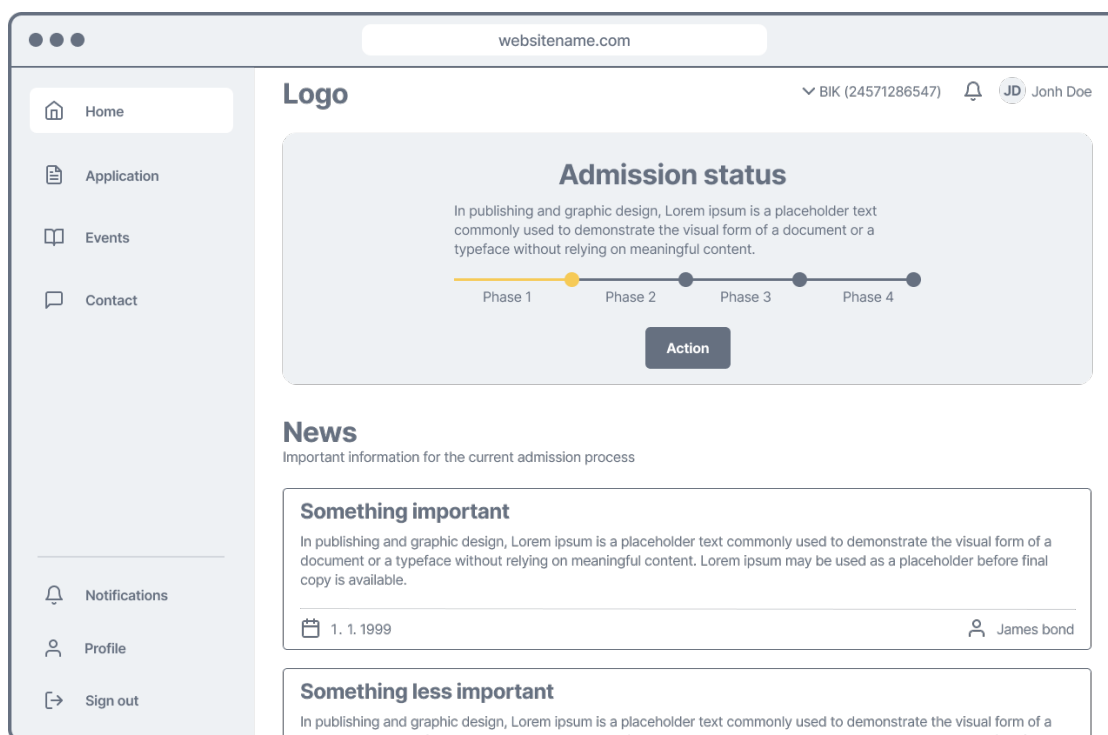 websitename.com
Home
Application
Events
Contact
Notifications
Profile
Sign out
Logo
BIK (24571286547)
JD
Jonh Doe
Admission status
In publishing and graphic design, Lorem ipsum is a placeholder text
commonly used to demonstrate the visual form of a document or a
typeface without relying on meaningful content.
Phase 1
Phase 2
Phase 3
Phase 4
Action
News
Important information for the current admission process
Something important
In publishing and graphic design, Lorem ipsum is a placeholder text commonly used to demonstrate the visual form of a
document or a typeface without relying on meaningful content. Lorem ipsum may be used as a placeholder before final
copy is available.
1. 1. 1999
James bond
Something less important
In publishing and graphic design, Lorem ipsum is a placeholder text commonly used to demonstrate the visual form of a